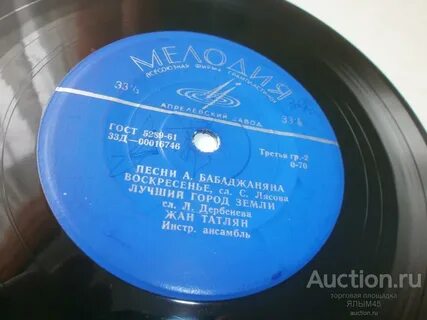 МЕЛОДИЯ
ВСЕСОЮЗНАЯ ФИРМА ГРАМПЛАСТИНОК
33⅓
АПРЕЛЕВСКИЙ ЗАВОД
33⅓
ГОСТ 5289-61
33Д—00016746
Третья гр.-2
0-70
ПЕСНИ А. БАБАДЖАНЯНА
ВОСКРЕСЕНЬЕ, сл. С. Лясова
ЛУЧШИЙ ГОРОД ЗЕМЛИ
сл. Л. Дербенева
ЖАН ТАТЛЯН
Инстр. ансамбль
Auction.ru
торговая площадка
ЯЛЫМ45
auction.ru